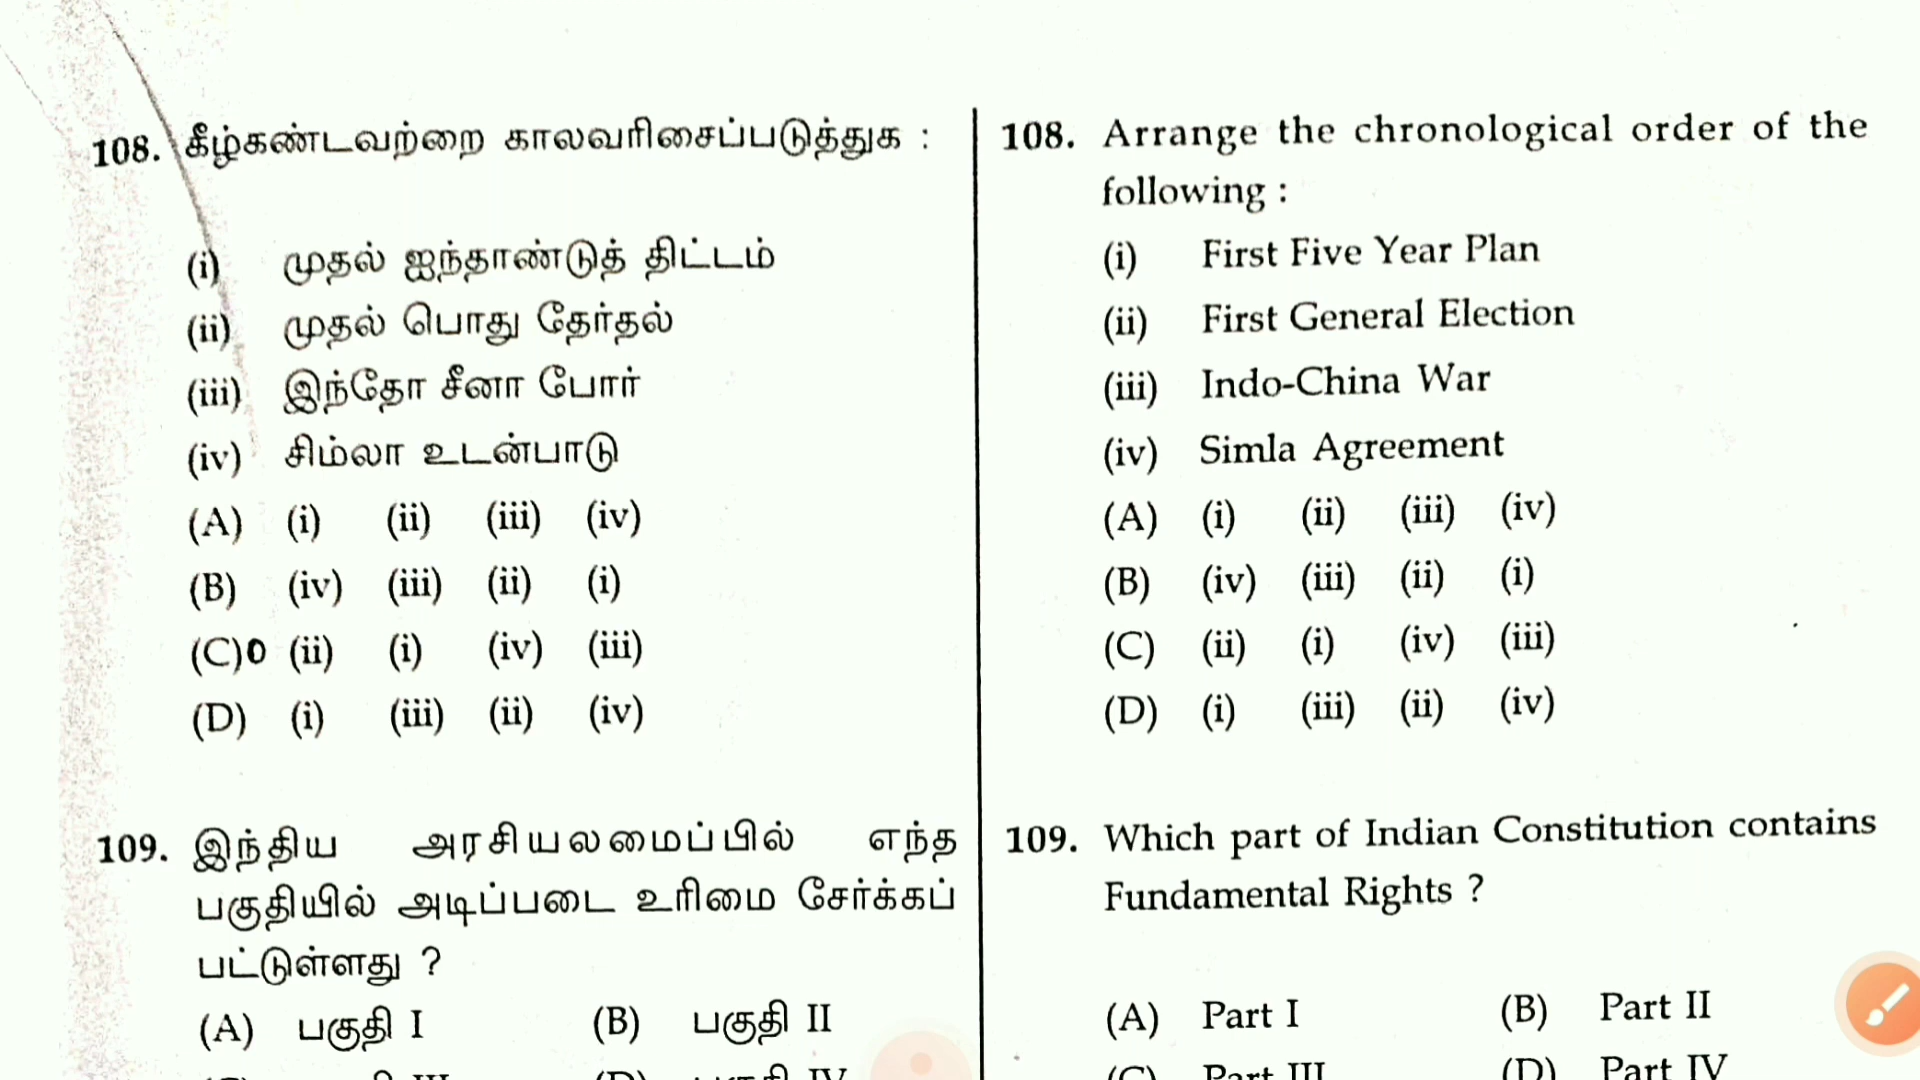 108. கீழ்கண்டவற்றை காலவரிசைப்படுத்துக :
(i) முதல் ஐந்தாண்டுத் திட்டம்
(ii) முதல் பொது தேர்தல்
(iii) இந்தோ சீனா போர்
(iv) சிம்லா உடன்பாடு
(A) (i) (ii) (iii) (iv)
(B) (iv) (iii) (ii) (i)
(C) (ii) (i) (iv) (iii)
(D) (i) (iii) (ii) (iv)
109. இந்திய அரசியலமைப்பில் எந்த
பகுதியில் அடிப்படை உரிமை சேர்க்கப்
பட்டுள்ளது ?
(A) பகுதி I (B) பகுதி II
108. Arrange the chronological order of the
following :
(i) First Five Year Plan
(ii) First General Election
(iii) Indo-China War
(iv) Simla Agreement
(A) (i) (ii) (iii) (iv)
(B) (iv) (iii) (ii) (i)
(C) (ii) (i) (iv) (iii)
(D) (i) (iii) (ii) (iv)
109. Which part of Indian Constitution contains
Fundamental Rights ?
(A) Part I (B) Part II
(C) Part III (D) Part IV